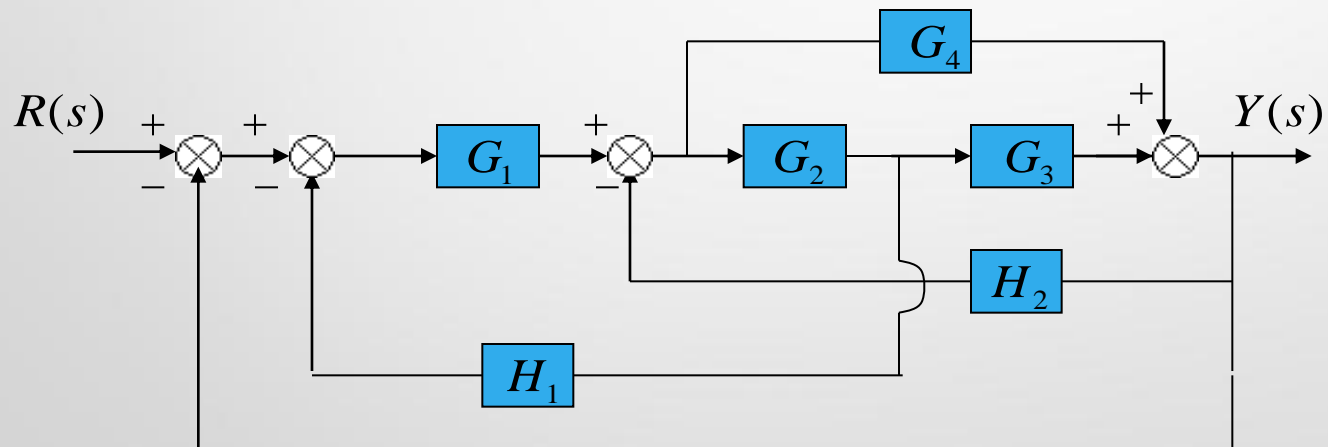 G₄
R(s) + + + + + Y(s)
G₁ G₂ G₃
− − −
H₂
H₁